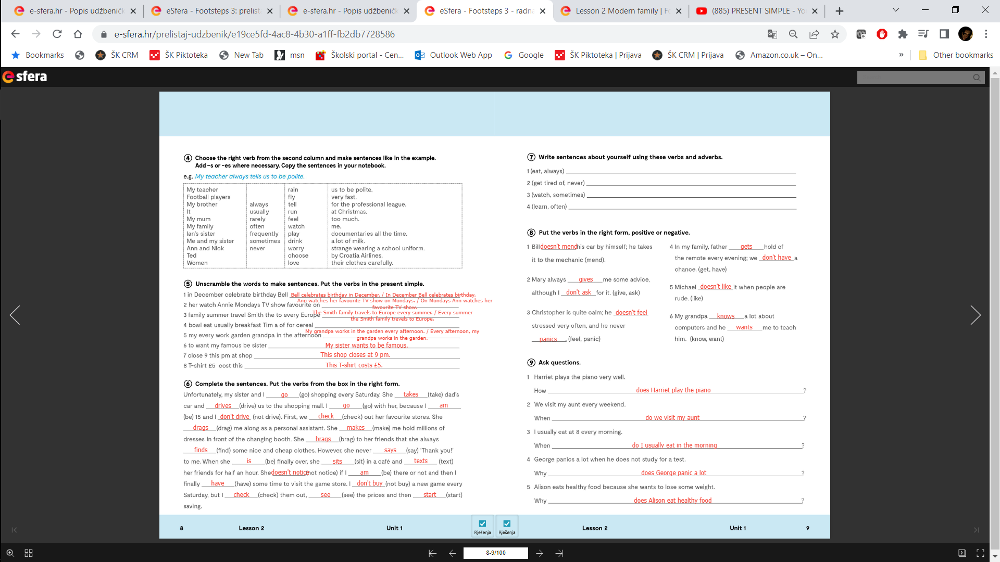 e-sfera.hr - Popis udžbeničk
eSfera - Footsteps 3: prelist
e-sfera.hr - Popis udžbeničk
eSfera - Footsteps 3 - radna
Lesson 2 Modern family | Fo
(885) PRESENT SIMPLE - Yo
e-sfera.hr/prelistaj-udzbenik/e19ce5fd-4ac8-4b30-a1ff-fb2db7728586
Bookmarks
ŠK CRM
ŠK Piktoteka
New Tab
msn
Školski portal - Cen...
Outlook Web App
Google
ŠK Piktoteka | Prijava
ŠK CRM | Prijava
Amazon.co.uk – On...
»
Other bookmarks
esfera
4 Choose the right verb from the second column and make sentences like in the example.
Add -s or -es where necessary. Copy the sentences in your notebook.
e.g. My teacher always tells us to be polite.
My teacher rain us to be polite.
Football players fly very fast.
My brother always tell for the professional league.
It usually run at Christmas.
My mum rarely feel too much.
My family often watch me.
Ian's sister frequently play documentaries all the time.
Me and my sister sometimes drink a lot of milk.
Ann and Nick never worry strange wearing a school uniform.
Ted choose by Croatia Airlines.
Women love their clothes carefully.
5 Unscramble the words to make sentences. Put the verbs in the present simple.
1 in December celebrate birthday Bell Bell celebrates birthday in December. / In December Bell celebrates birthday.
Ann watches her favourite TV show on Mondays. / On Mondays Ann watches her
2 her watch Annie Mondays TV show favourite on
favourite TV show.
The Smith family travels to Europe every summer. / Every summer
3 family summer travel Smith the to every Europe
the Smith family trevels to Europe.
4 bowl eat usually breakfast Tim a of for cereal
My grandpa works in the garden every afternoon. / Every afternoon, my
5 my every work garden grandpa in the afternoon
grandpa works in the garden.
6 to want my famous be sister My sister wants to be famous.
7 close 9 this pm at shop This shop closes at 9 pm.
8 T-shirt £5 cost this This T-shirt costs £5.
6 Complete the sentences. Put the verbs from the box in the right form.
Unfortunately, my sister and I go (go) shopping every Saturday. She takes (take) dad's
car and drives (drive) us to the shopping mall. I go (go) with her, because I am
(be) 15 and I don't drive (not drive). First, we check (check) out her favourite stores. She
drags (drag) me along as a personal assistant. She makes (make) me hold millions of
dresses in front of the changing booth. She brags (brag) to her friends that she always
finds (find) some nice and cheap clothes. However, she never says (say) 'Thank you!'
to me. When she is (be) finally over, she sits (sit) in a café and texts (text)
her friends for half an hour. She doesn't notice (not notice) if I am (be) there or not and then I
finally have (have) some time to visit the game store. I don't buy (not buy) a new game every
Saturday, but I check (check) them out, see (see) the prices and then start (start)
saving.
7 Write sentences about yourself using these verbs and adverbs.
1 (eat, always)
2 (get tired of, never)
3 (watch, sometimes)
4 (learn, often)
8 Put the verbs in the right form, positive or negative.
1 Bill doesn't mend his car by himself; he takes
it to the mechanic (mend).
2 Mary always gives me some advice,
although I don't ask for it. (give, ask)
3 Christopher is quite calm; he doesn't feel
stressed very often, and he never
panics . (feel, panic)
4 In my family, father gets hold of
the remote every evening; we don't have a
chance. (get, have)
5 Michael doesn't like it when people are
rude. (like)
6 My grandpa knows a lot about
computers and he wants me to teach
him. (know, want)
9 Ask questions.
1 Harriet plays the piano very well.
How does Harriet play the piano ?
2 We visit my aunt every weekend.
When do we visit my aunt ?
3 I usually eat at 8 every morning.
When do I usually eat in the morning ?
4 George panics a lot when he does not study for a test.
Why does George panic a lot ?
5 Alison eats healthy food because she wants to lose some weight.
Why does Alison eat healthy food ?
8 Lesson 2 Unit 1
Rješenja
Rješenja
Lesson 2 Unit 1 9
8-9/100